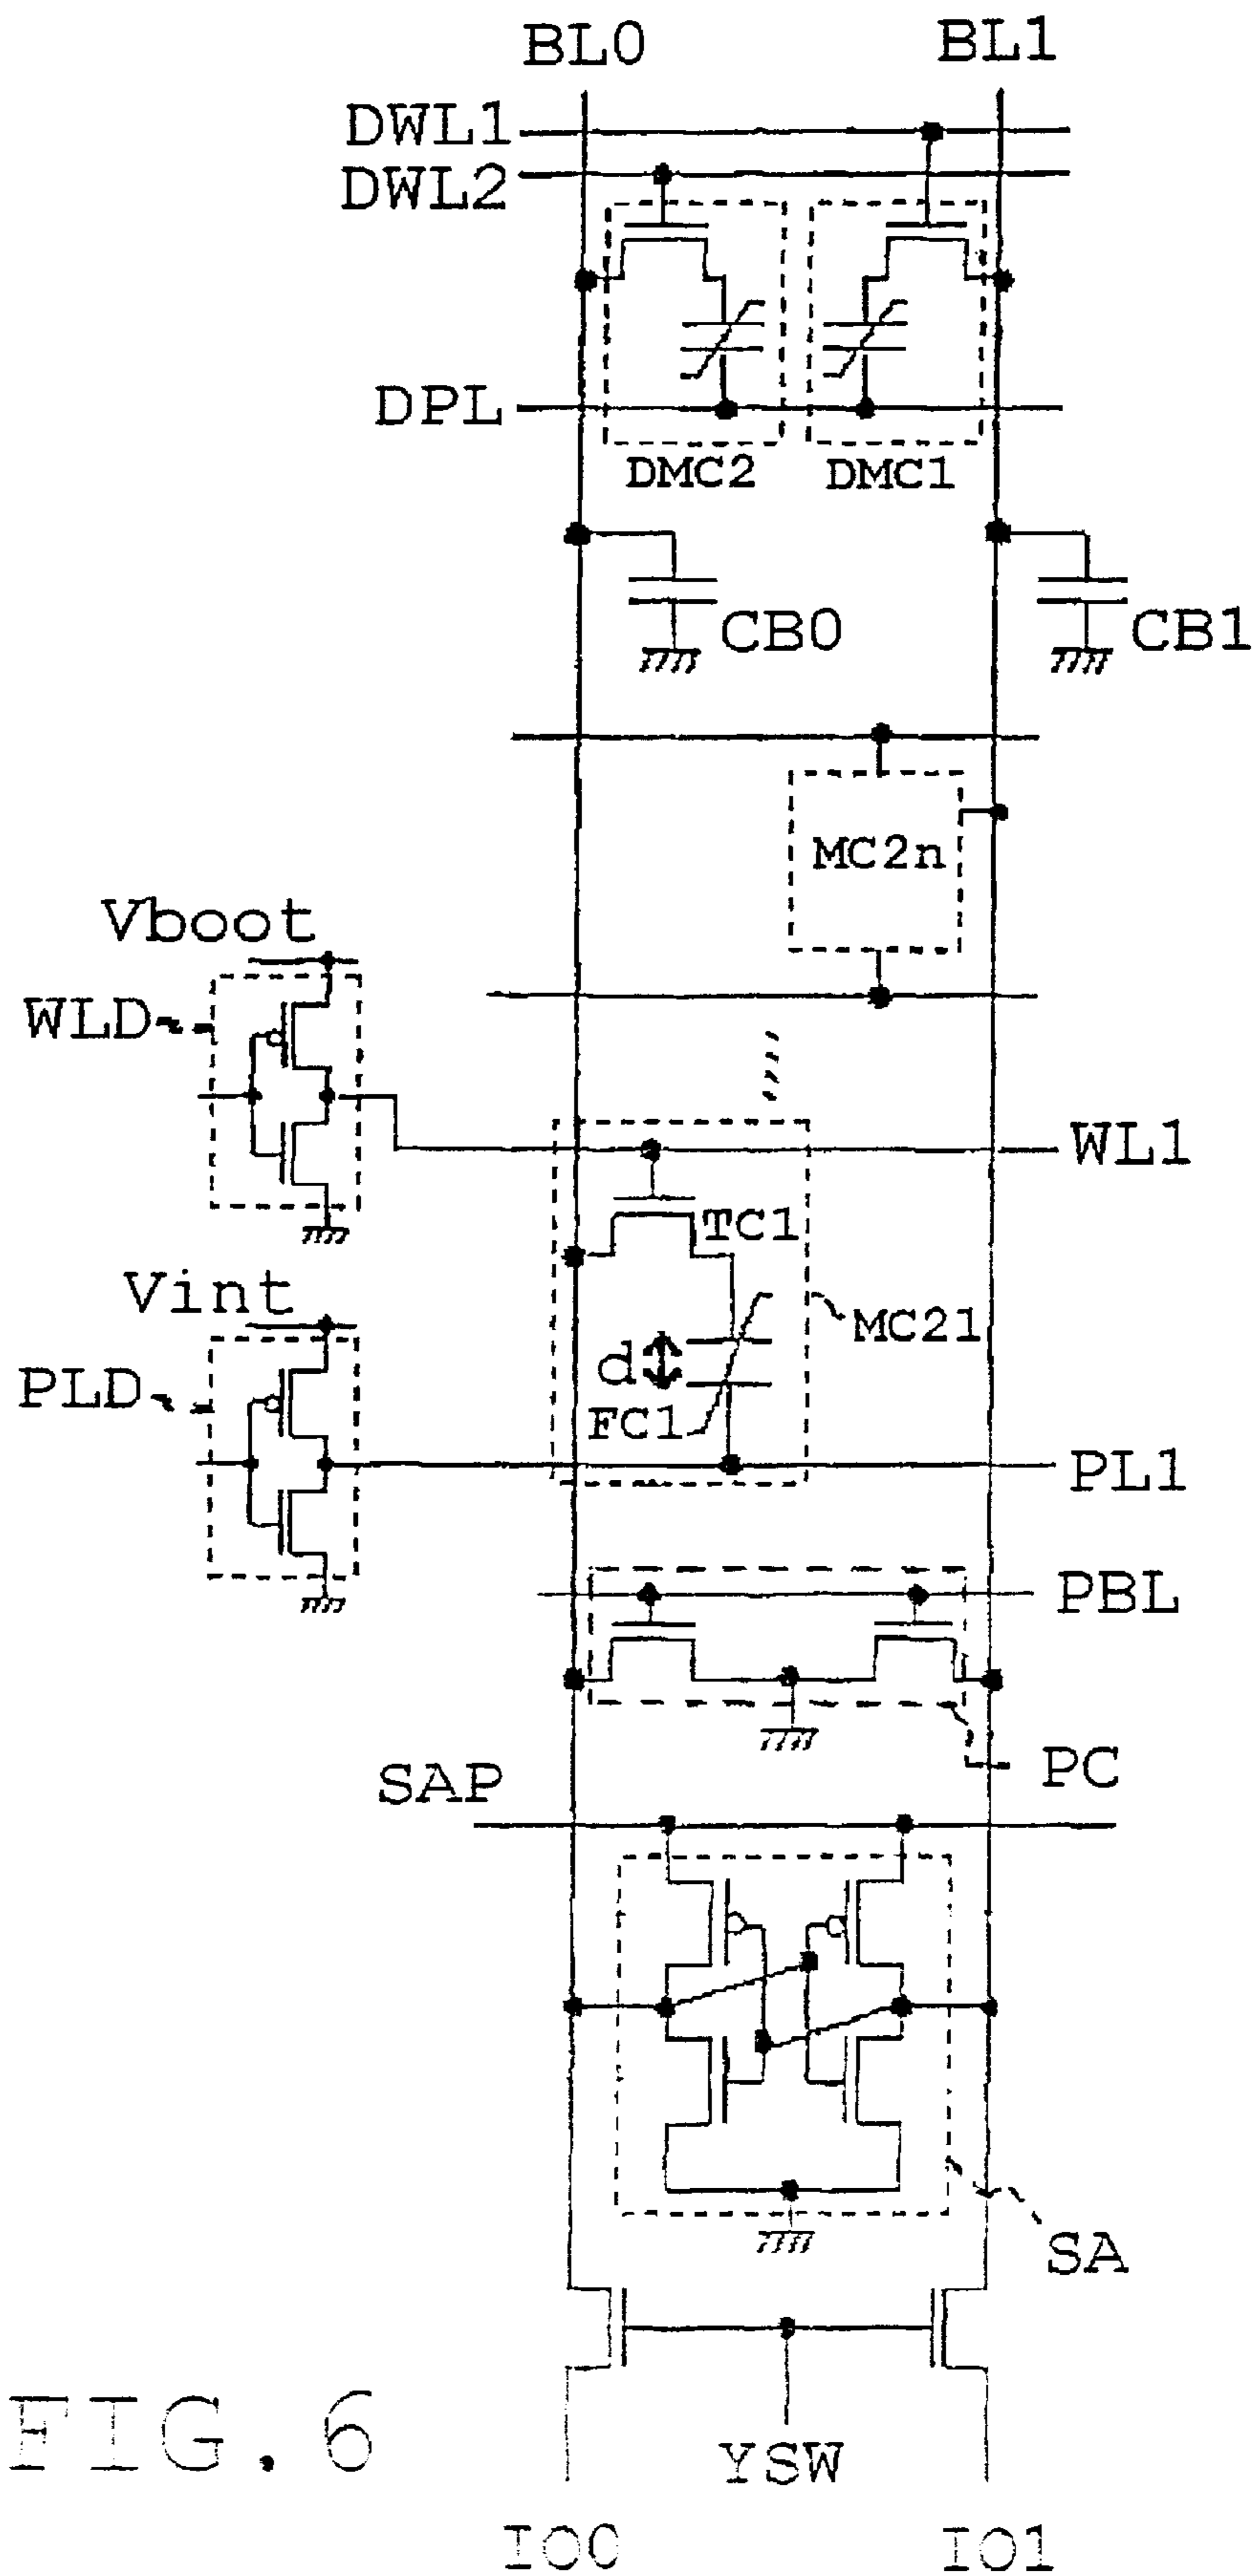 BL0 BL1
DWL1
DWL2
DPL
DMC2 DMC1
CB0 CB1
MC2n
Vboot
WLD
WL1
TC1
Vint
MC21
d
PLD
FC1
PL1
PBL
PC
SAP
SA
FIG.6
YSW
IO0 IO1